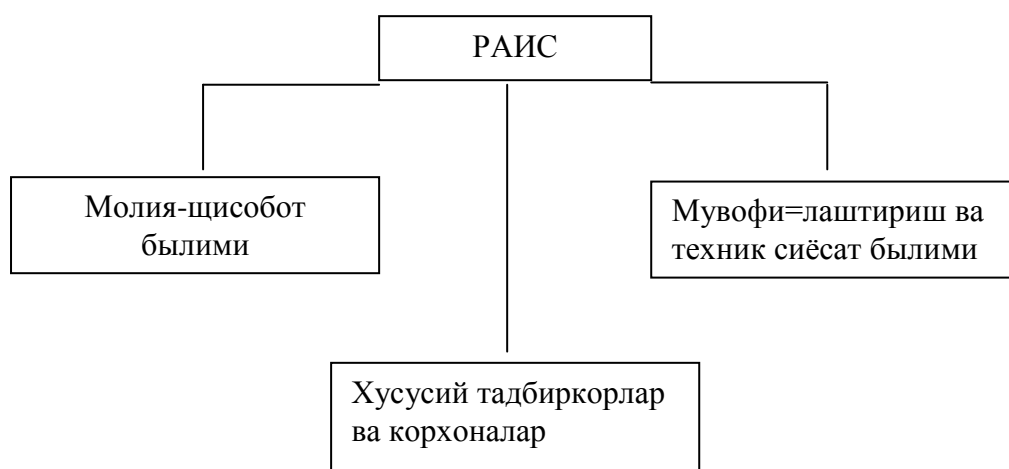 РАИС
Молия-щисобот
былими
Мувофи=лаштириш ва
техник сиёсат былими
Хусусий тадбиркорлар
ва корхоналар